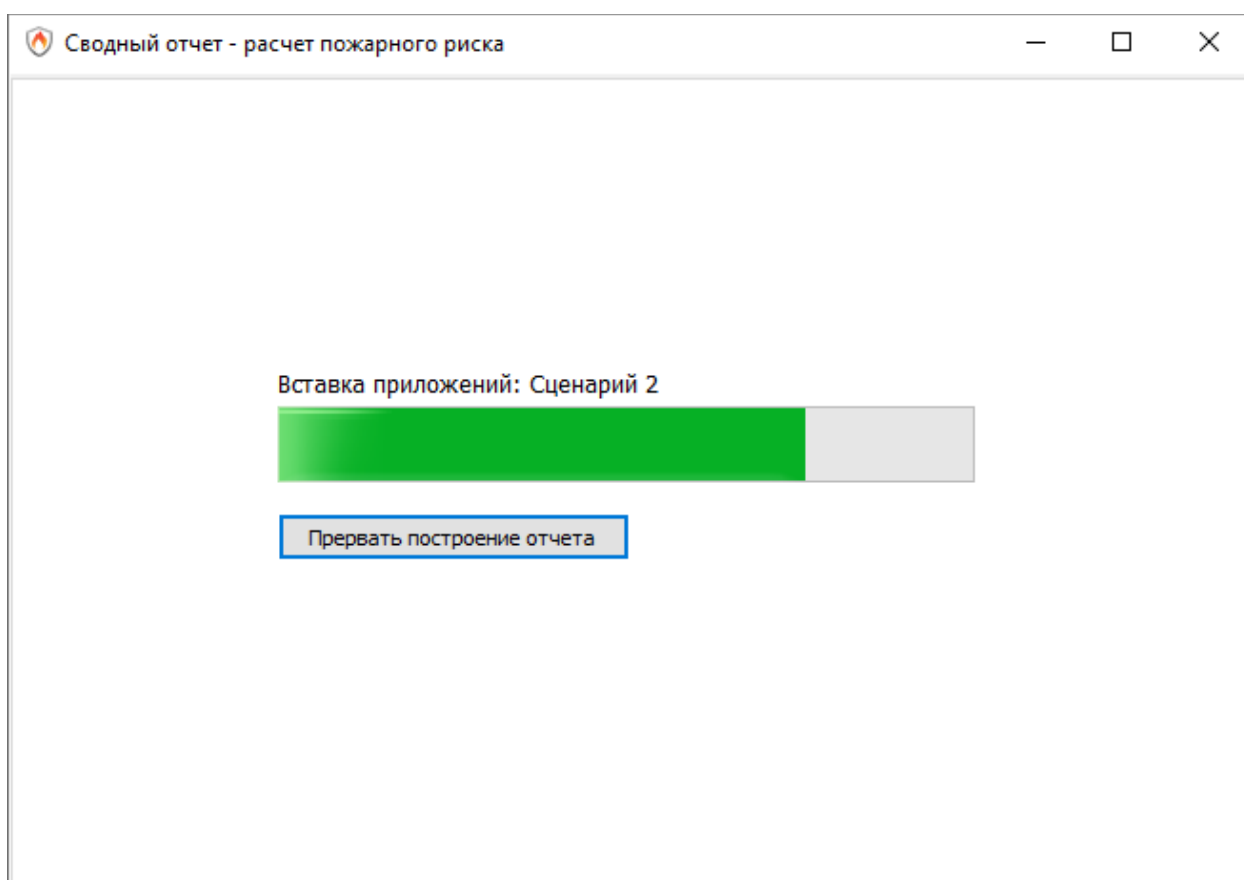 Сводный отчет - расчет пожарного риска
Вставка приложений: Сценарий 2
Прервать построение отчета